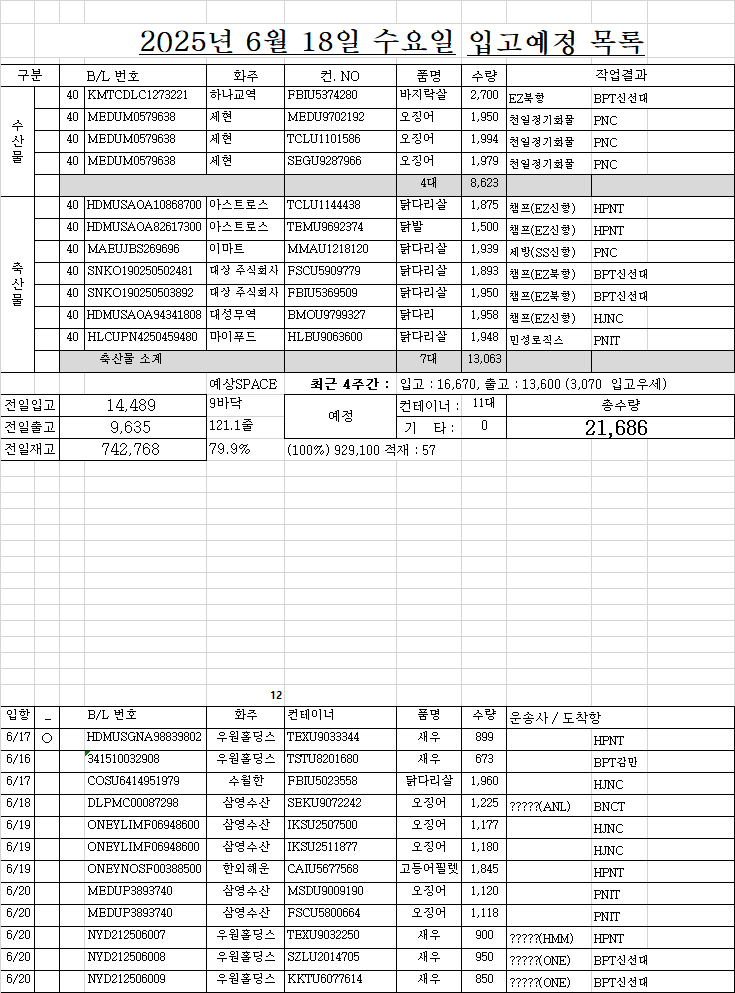 2025년 6월 18일 수요일 입고예정 목록
구분 B/L 번호 화주 컨. NO 품명 수량 작업결과
수산물
40 KMTCDLC1273221 하나교역 FBIU5374280 바지락살 2,700 EZ북항 BPT신선대
40 MEDUM0579638 세현 MEDU9702192 오징어 1,950 천일정기화물 PNC
40 MEDUM0579638 세현 TCLU1101586 오징어 1,994 천일정기화물 PNC
40 MEDUM0579638 세현 SEGU9287966 오징어 1,979 천일정기화물 PNC
4대 8,623
축산물
40 HDMUSAOA10868700 아스트로스 TCLU1144438 닭다리살 1,875 캠프(EZ신항) HPNT
40 HDMUSAOA82617300 아스트로스 TEMU9692374 닭발 1,500 캠프(EZ신항) HPNT
40 MAEUJBS269696 이마트 MMAU1218120 닭다리살 1,939 세방(SS신항) PNC
40 SNKO190250502481 대상 주식회사 FSCU5909779 닭다리살 1,893 캠프(EZ북항) BPT신선대
40 SNKO190250503892 대상 주식회사 FBIU5369509 닭다리살 1,950 캠프(EZ북항) BPT신선대
40 HDMUSAOA94341808 대성무역 BMOU9799327 닭다리 1,958 캠프(EZ신항) HJNC
40 HLCUPN4250459480 마이푸드 HLBU9063600 닭다리살 1,948 민성로직스 PNIT
축산물 소계 7대 13,063
예상SPACE 최근 4주간 : 입고 : 16,670, 출고 : 13,600 (3,070 입고우세)
전일입고 14,489 9바닥 예정 컨테이너 : 11대 총수량
전일출고 9,635 121.1줄 기 타 : 0 21,686
전일재고 742,768 79.9% (100%) 929,100 적재 : 57
12
입항 _ B/L 번호 화주 컨테이너 품명 수량 운송사 / 도착항
6/17 ○ HDMUSGNA98839802 우원홀딩스 TEXU9033344 새우 899 HPNT
6/16 341510032908 우원홀딩스 TSTU8201680 새우 673 BPT감만
6/17 COSU6414951979 수월한 FBIU5023558 닭다리살 1,960 HJNC
6/18 DLPMC00087298 삼영수산 SEKU9072242 오징어 1,225 ?????(ANL) BNCT
6/19 ONEYLIMF06948600 삼영수산 IKSU2507500 오징어 1,177 HJNC
6/19 ONEYLIMF06948600 삼영수산 IKSU2511877 오징어 1,180 HJNC
6/19 ONEYNOSF00388500 한외해운 CAIU5677568 고등어필렛 1,845 HPNT
6/20 MEDUP3893740 삼영수산 MSDU9009190 오징어 1,120 PNIT
6/20 MEDUP3893740 삼영수산 FSCU5800664 오징어 1,118 PNIT
6/20 NYD212506007 우원홀딩스 TEXU9032250 새우 900 ?????(HMM) HPNT
6/20 NYD212506008 우원홀딩스 SZLU2014705 새우 950 ?????(ONE) BPT신선대
6/20 NYD212506009 우원홀딩스 KKTU6077614 새우 850 ?????(ONE) BPT신선대